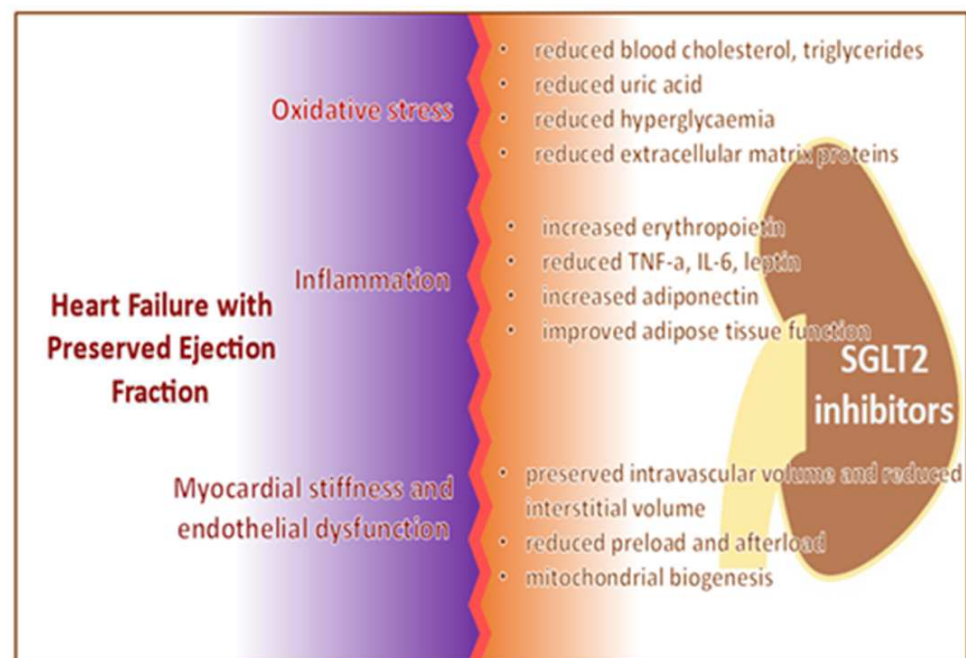 Oxidative stress
• reduced blood cholesterol, triglycerides
• reduced uric acid
• reduced hyperglycaemia
• reduced extracellular matrix proteins
Inflammation
• increased erythropoietin
• reduced TNF-a, IL-6, leptin
• increased adiponectin
• improved adipose tissue function
Heart Failure with
Preserved Ejection
Fraction
SGLT2
inhibitors
Myocardial stiffness and
endothelial dysfunction
• preserved intravascular volume and reduced
interstitial volume
• reduced preload and afterload
• mitochondrial biogenesis